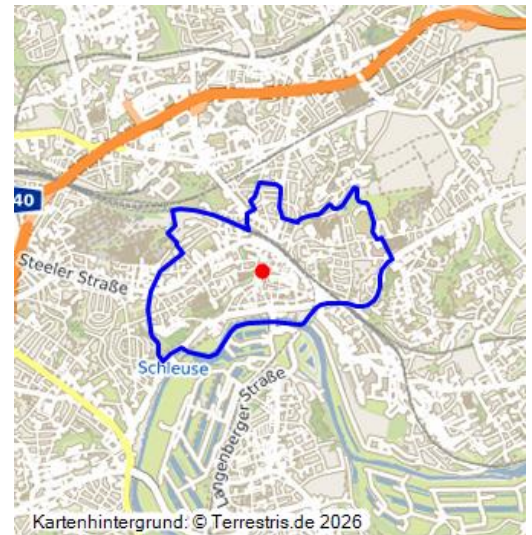 40
Steeler Straße
Schleuse
Langenberger Straße
Kartenhintergrund: © Terrestris.de 2026